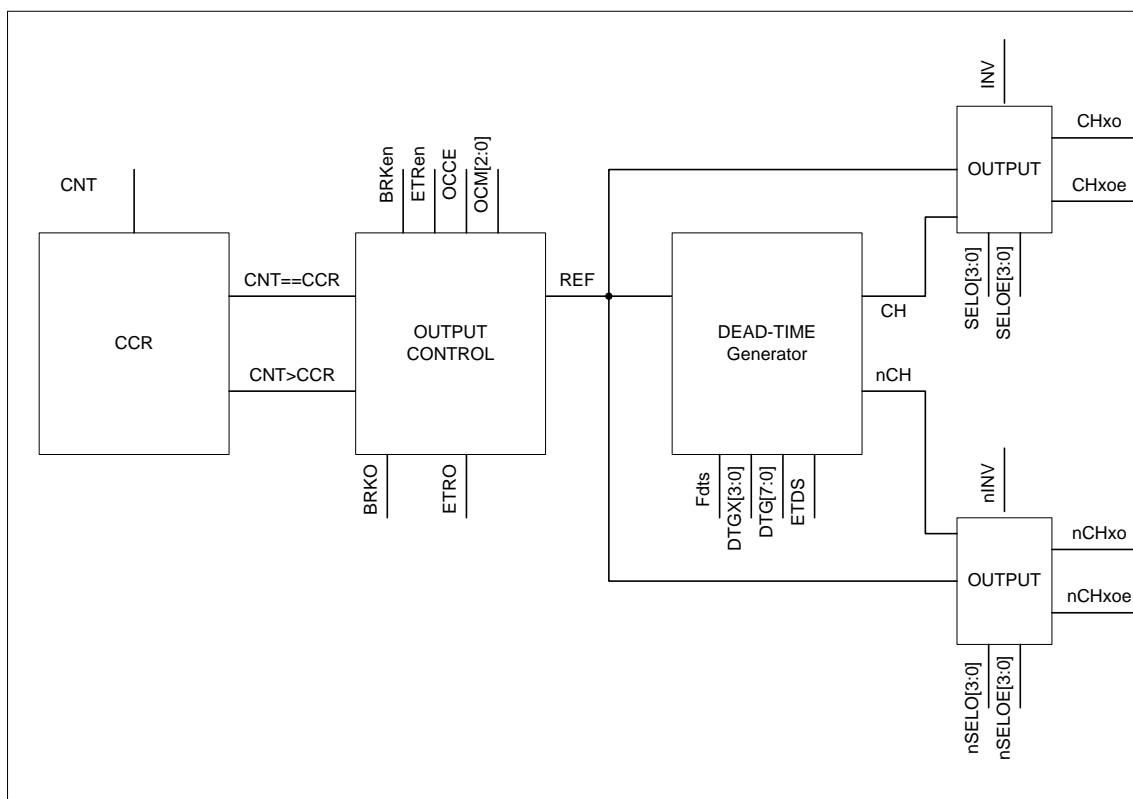 INV
CHxo
CHxoe
OUTPUT
SELO[3:0]
SELOE[3:0]
CNT
BRKen
ETRen
OCCE
OCM[2:0]
CCR
CNT==CCR
CNT>CCR
OUTPUT
CONTROL
BRKO
ETRO
REF
DEAD-TIME
Generator
CH
nCH
Fdts
DTGX[3:0]
DTG[7:0]
ETDS
nINV
nCHxo
nCHxoe
OUTPUT
nSELO[3:0]
nSELOE[3:0]